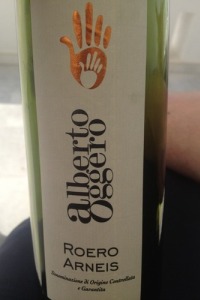 alberto
oggero
ROERO
ARNEIS
Denominazione di Origine Controllata
e Garantita